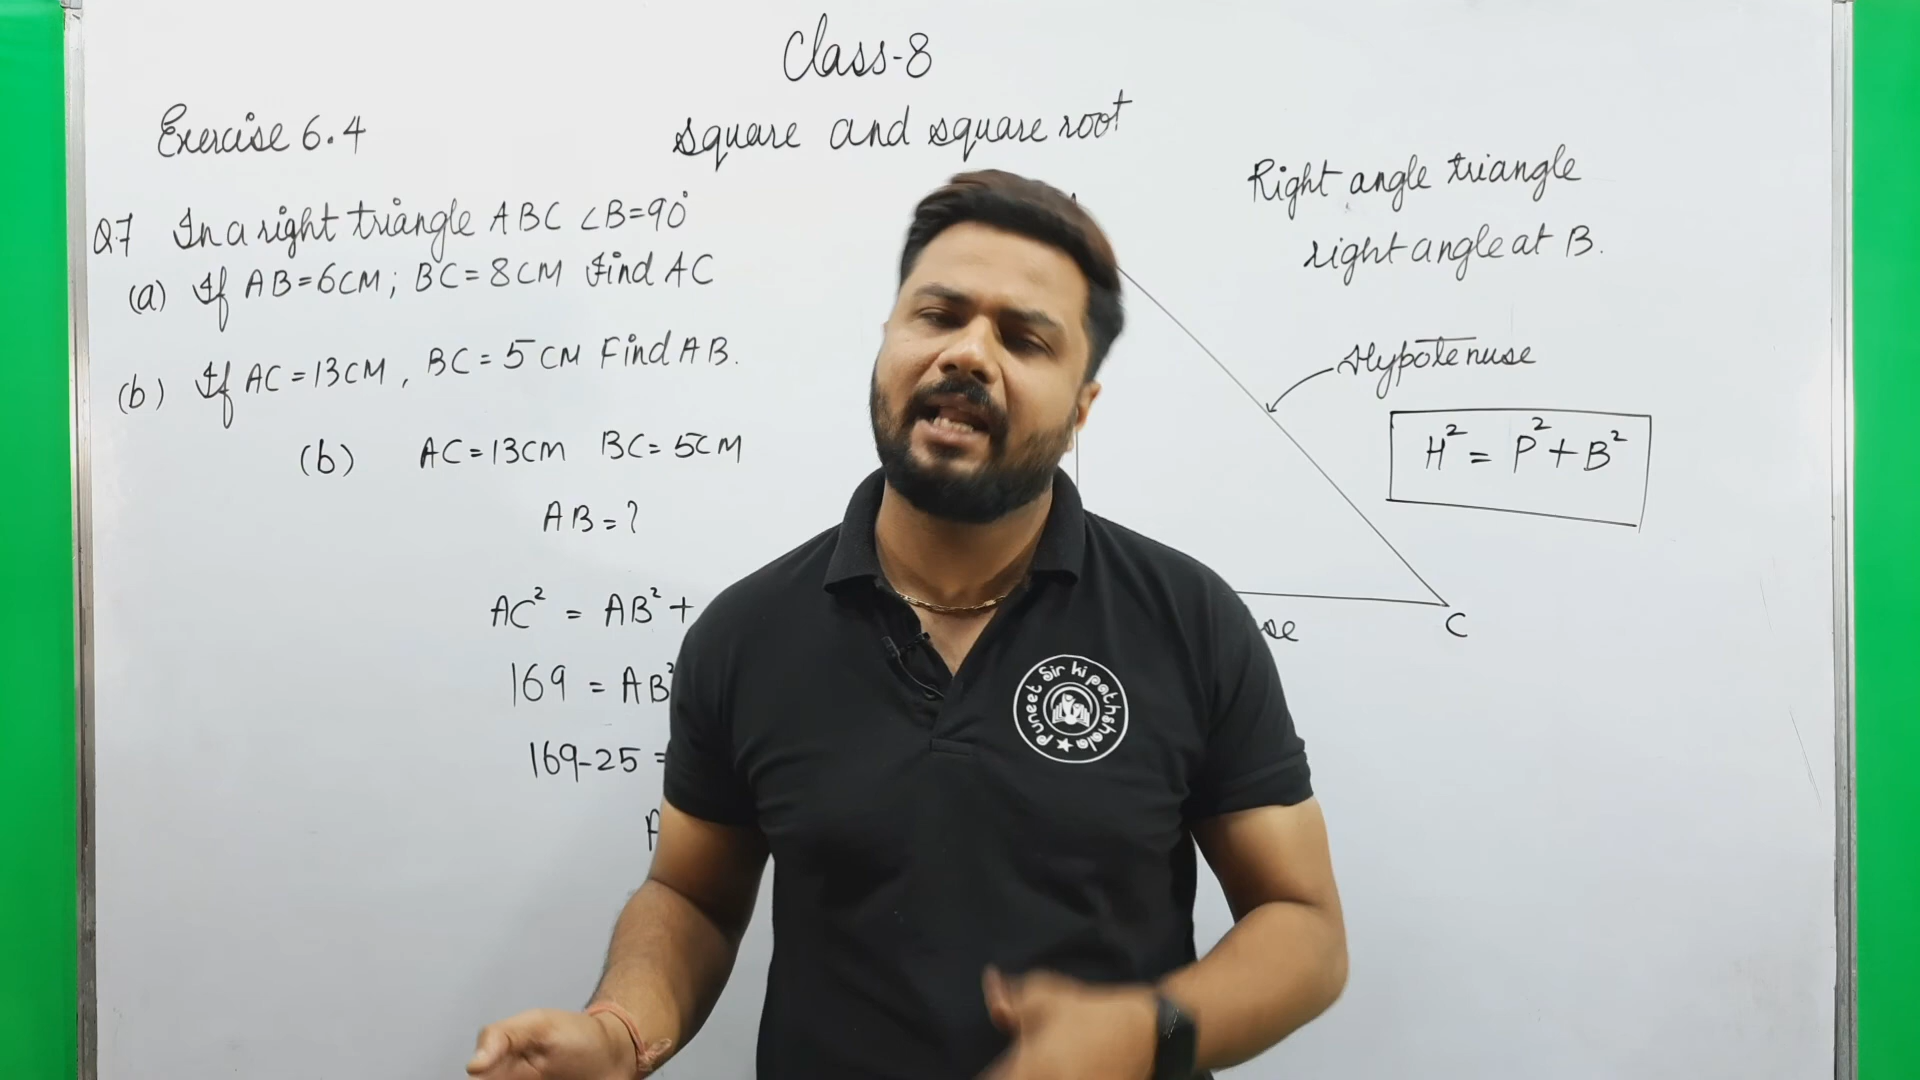 Class-8
Exercise 6.4
square and square root
Q.7 In a right triangle ABC ∠B=90°
(a) If AB=6CM; BC=8CM find AC
(b) If AC=13CM, BC=5CM Find AB.
(b) AC=13CM BC=5CM
AB=?
AC² = AB² +
169 = AB²
169-25 =
Right angle triangle
right angle at B.
Hypotenuse
H² = P² + B²
C
Puneet Sir ki pathshala